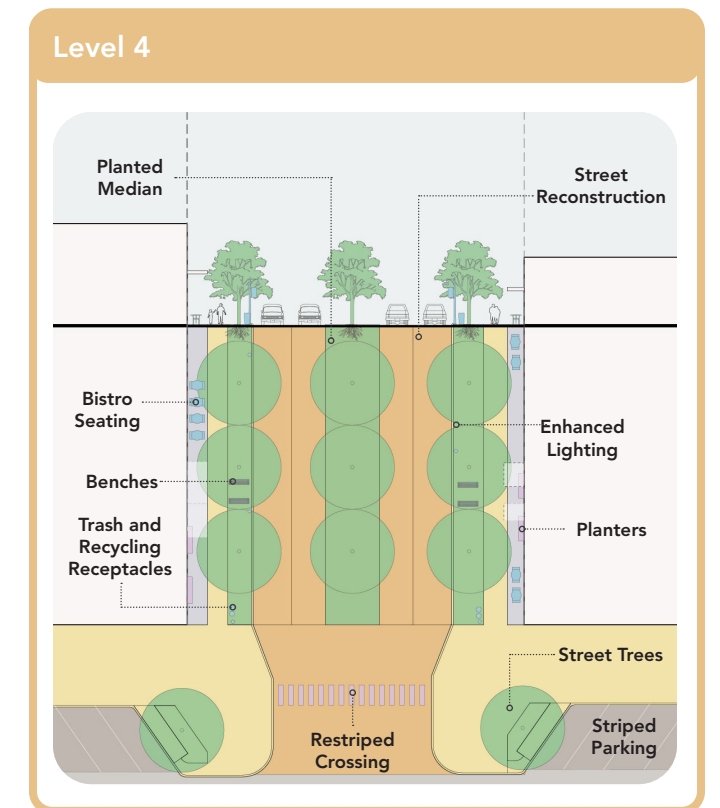 Level 4
Planted
Median
Street
Reconstruction
Bistro
Seating
Enhanced
Lighting
Benches
Trash and
Recycling
Receptacles
Planters
Street Trees
Restriped
Crossing
Striped
Parking